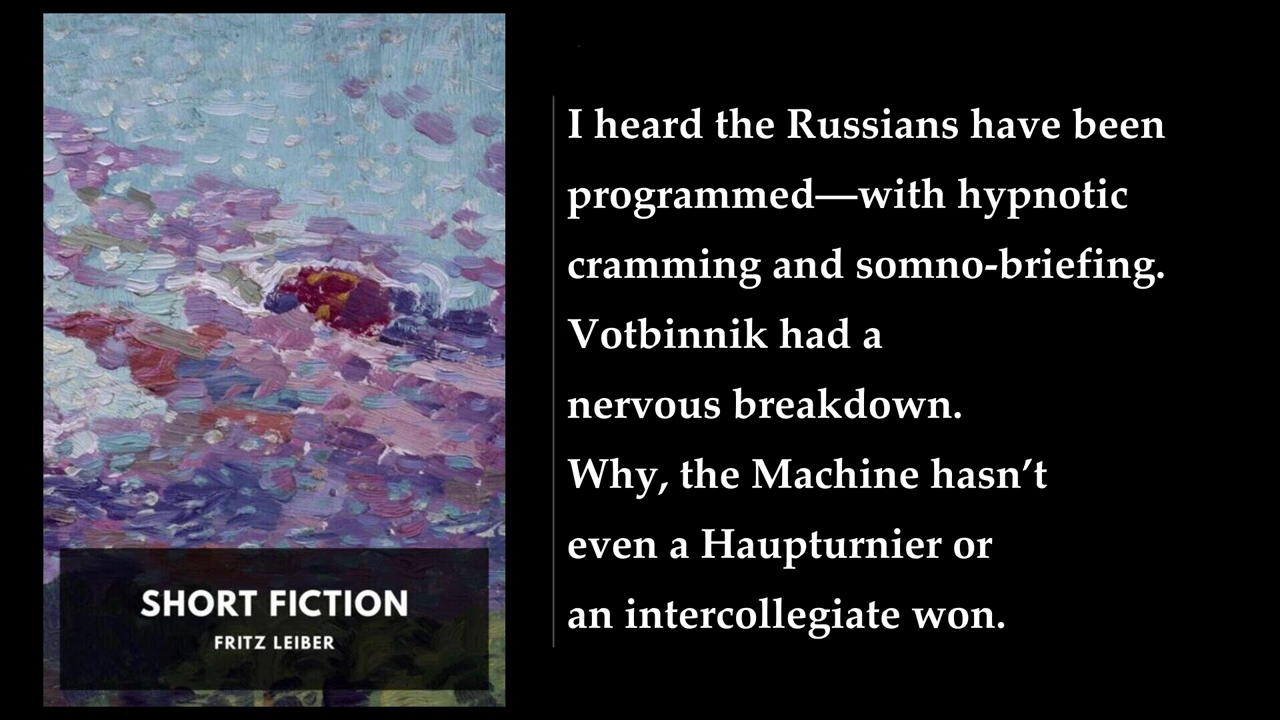 SHORT FICTION
FRITZ LEIBER
I heard the Russians have been
programmed—with hypnotic
cramming and somno-briefing.
Votbinnik had a
nervous breakdown.
Why, the Machine hasn’t
even a Haupturnier or
an intercollegiate won.